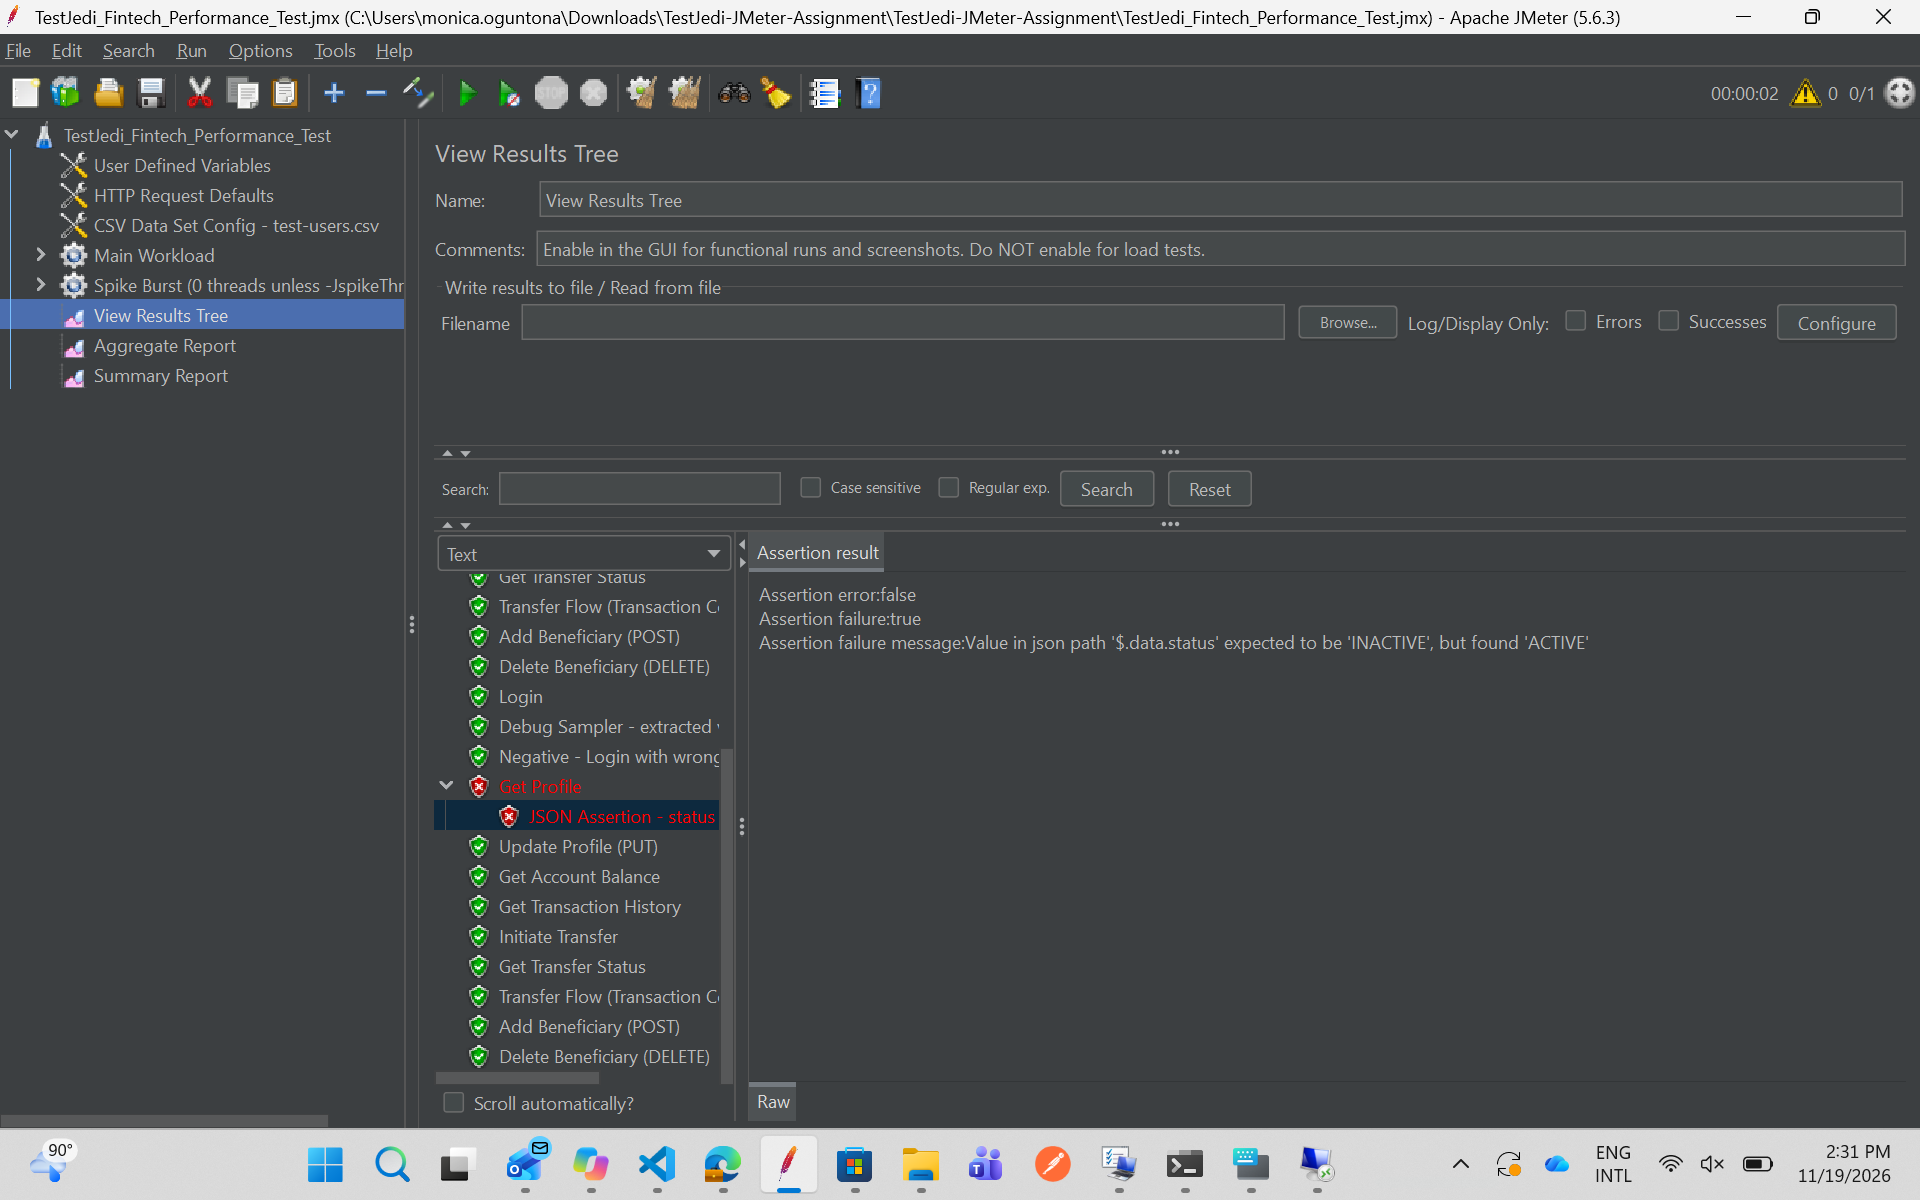 TestJedi_Fintech_Performance_Test.jmx (C:\Users\monica.oguntona\Downloads\TestJedi-JMeter-Assignment\TestJedi-JMeter-Assignment\TestJedi_Fintech_Performance_Test.jmx) - Apache JMeter (5.6.3)
File Edit Search Run Options Tools Help
STOP
00:00:02 0 0/1
TestJedi_Fintech_Performance_Test
User Defined Variables
HTTP Request Defaults
CSV Data Set Config - test-users.csv
Main Workload
Spike Burst (0 threads unless -JspikeThr
View Results Tree
Aggregate Report
Summary Report
View Results Tree
Name: View Results Tree
Comments: Enable in the GUI for functional runs and screenshots. Do NOT enable for load tests.
Write results to file / Read from file
Filename Browse... Log/Display Only: Errors Successes Configure
Search: Case sensitive Regular exp. Search Reset
Text
Get Transfer Status
Transfer Flow (Transaction Co
Add Beneficiary (POST)
Delete Beneficiary (DELETE)
Login
Debug Sampler - extracted v
Negative - Login with wrong
Get Profile
JSON Assertion - status
Update Profile (PUT)
Get Account Balance
Get Transaction History
Initiate Transfer
Get Transfer Status
Transfer Flow (Transaction Co
Add Beneficiary (POST)
Delete Beneficiary (DELETE)
Scroll automatically?
Assertion result
Assertion error:false
Assertion failure:true
Assertion failure message:Value in json path '$.data.status' expected to be 'INACTIVE', but found 'ACTIVE'
Raw
90°
ENG
INTL
2:31 PM
11/19/2026